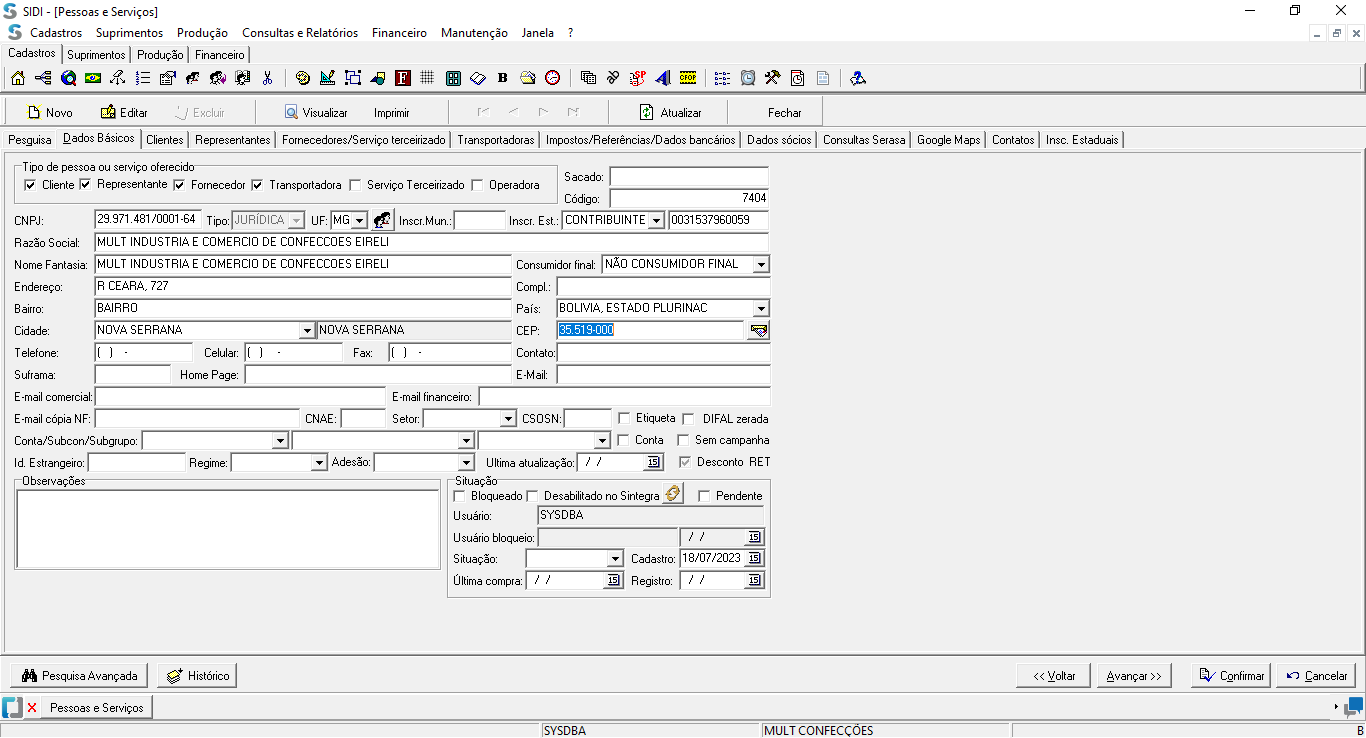 SIDI - [Pessoas e Serviços]
Cadastros Suprimentos Produção Consultas e Relatórios Financeiro Manutenção Janela ?
Cadastros Suprimentos Produção Financeiro
Novo Editar Excluir Visualizar Imprimir Atualizar Fechar
Pesquisa Dados Básicos Clientes Representantes Fornecedores/Serviço terceirizado Transportadoras Impostos/Referências/Dados bancários Dados sócios Consultas Serasa Google Maps Contatos Insc. Estaduais
Tipo de pessoa ou serviço oferecido
Cliente Representante Fornecedor Transportadora Serviço Terceirizado Operadora
Sacado:
Código: 7404
CNPJ: 29.971.481/0001-64 Tipo: JURÍDICA UF: MG Inscr.Mun.: Inscr. Est.: CONTRIBUINTE 0031537960059
Razão Social: MULT INDUSTRIA E COMERCIO DE CONFECCOES EIRELI
Nome Fantasia: MULT INDUSTRIA E COMERCIO DE CONFECCOES EIRELI Consumidor final: NÃO CONSUMIDOR FINAL
Endereço: R CEARA, 727 Compl.:
Bairro: BAIRRO País: BOLIVIA, ESTADO PLURINAC
Cidade: NOVA SERRANA NOVA SERRANA CEP: 35.519-000
Telefone: ( ) - Celular: ( ) - Fax: ( ) - Contato:
Suframa: Home Page: E-Mail:
E-mail comercial: E-mail financeiro:
E-mail cópia NF: CNAE: Setor: CSOSN: Etiqueta DIFAL zerada
Conta/Subcon/Subgrupo: Conta Sem campanha
Id. Estrangeiro: Regime: Adesão: Ultima atualização: / / 15 Desconto RET
Observações
Situação
Bloqueado Desabilitado no Sintegra Pendente
Usuário: SYSDBA
Usuário bloqueio: / / 15
Situação: Cadastro: 18/07/2023 15
Última compra: / / 15 Registro: / / 15
Pesquisa Avançada Histórico << Voltar Avançar >> Confirmar Cancelar
Pessoas e Serviços
SYSDBA MULT CONFECÇÕES B